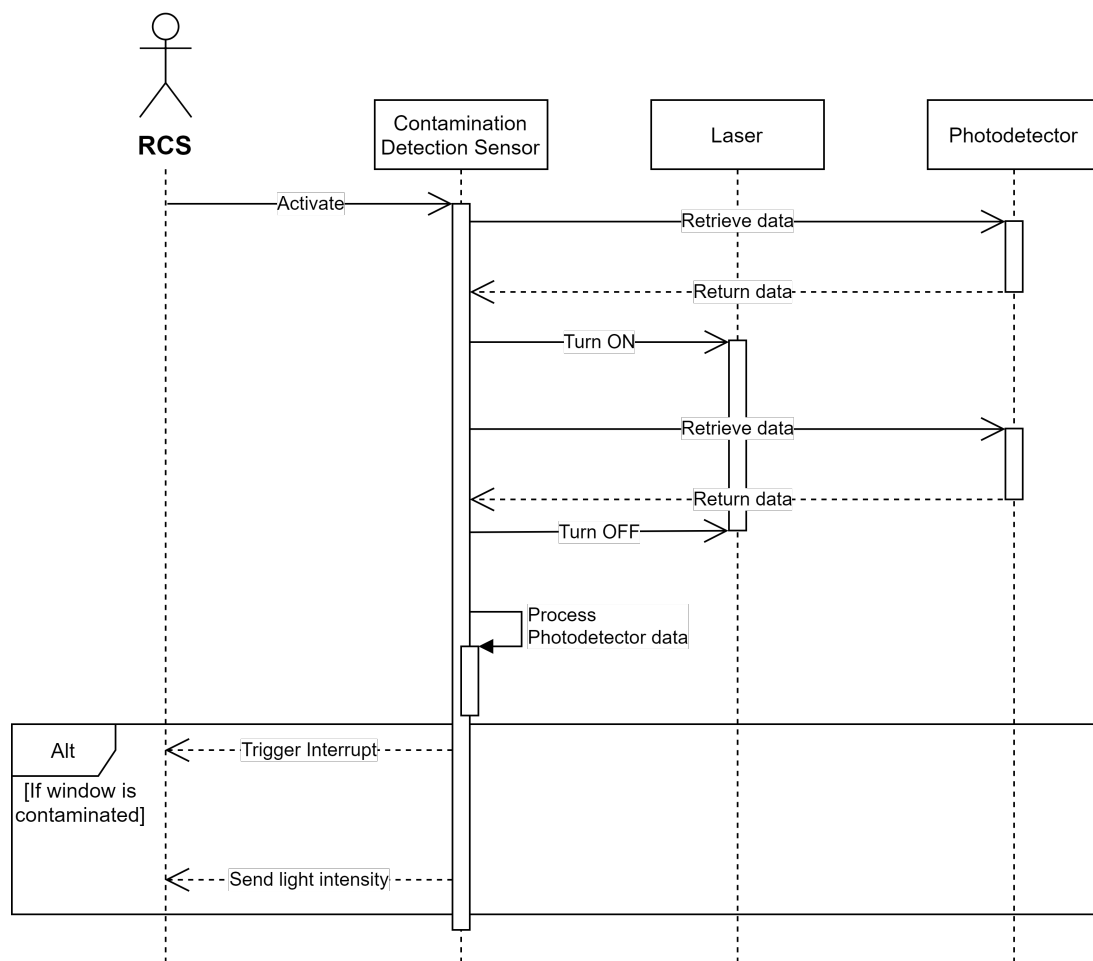 RCS
Contamination
Detection Sensor
Laser
Photodetector
Activate
Retrieve data
Return data
Turn ON
Retrieve data
Return data
Turn OFF
Process
Photodetector data
Alt
Trigger Interrupt
[If window is
contaminated]
Send light intensity